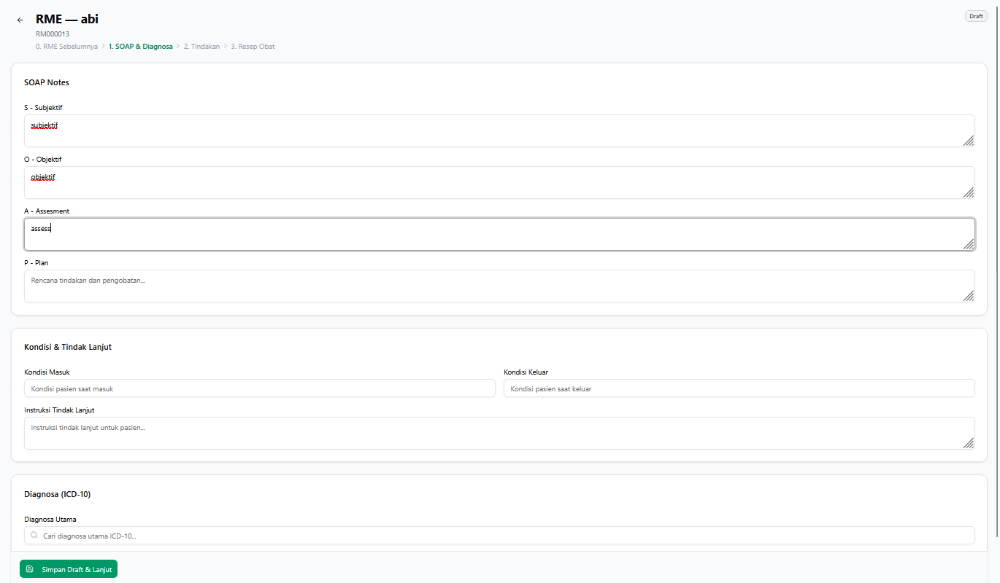 RME — abi
Draft
RM000013
0. RME Sebelumnya > 1. SOAP & Diagnosa > 2. Tindakan > 3. Resep Obat
SOAP Notes
S - Subjektif
subjektif
O - Objektif
objektif
A - Assesment
assess
P - Plan
Rencana tindakan dan pengobatan...
Kondisi & Tindak Lanjut
Kondisi Masuk
Kondisi Keluar
Kondisi pasien saat masuk
Kondisi pasien saat keluar
Instruksi Tindak Lanjut
Instruksi tindak lanjut untuk pasien...
Diagnosa (ICD-10)
Diagnosa Utama
Cari diagnosa utama ICD-10...
Simpan Draft & Lanjut